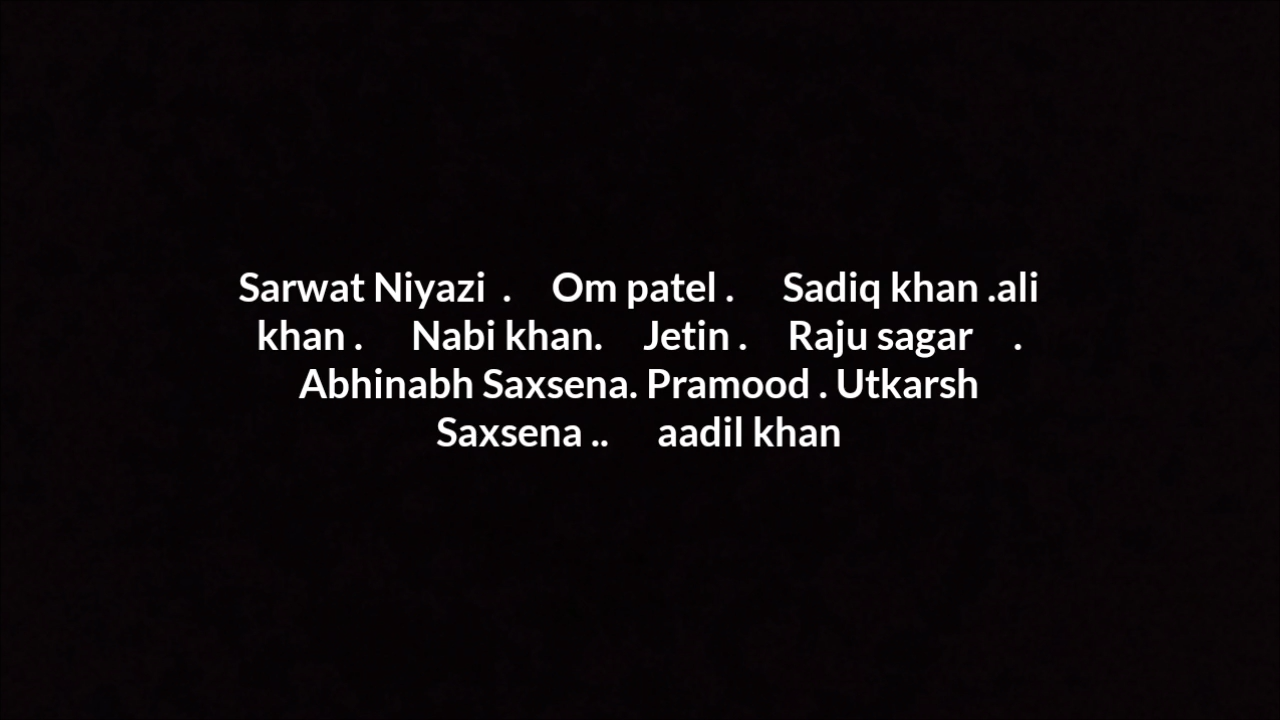 Sarwat Niyazi  .    Om patel .     Sadiq khan .ali
khan .     Nabi khan.    Jetin .    Raju sagar    .
Abhinabh Saxsena. Pramood . Utkarsh
Saxsena ..     aadil khan